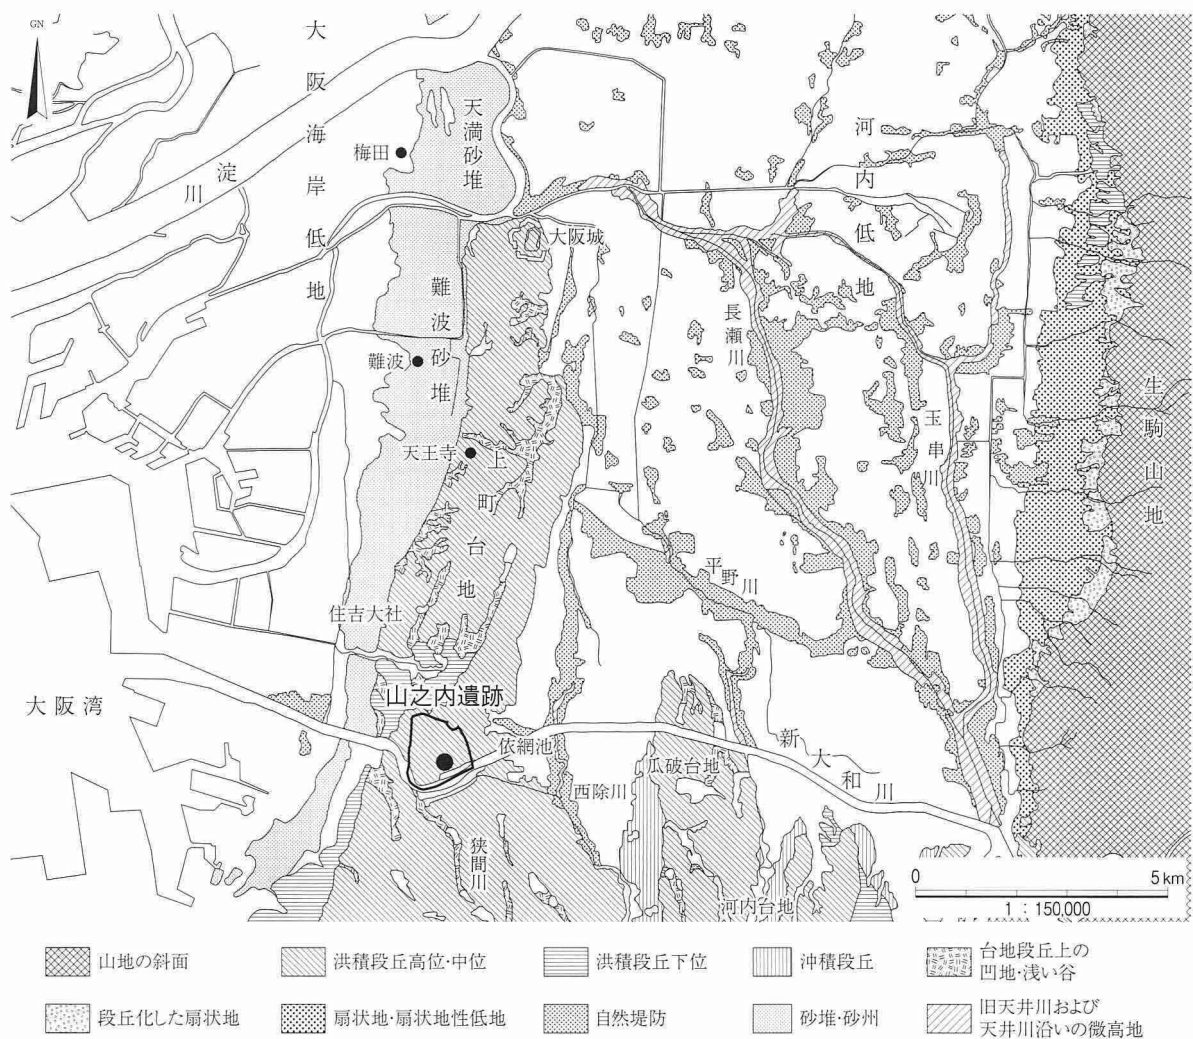 GN
大阪海岸低地
天満砂堆
梅田
淀川
河内低地
大阪城
難波砂堆
難波
長瀬川
生駒山地
玉串川
天王寺
上町台地
平野川
住吉大社
山之内遺跡
大阪湾
依網池
瓜破台地
新大和川
西除川
狭間川
河内台地
0 5km
1 : 150,000
山地の斜面
洪積段丘高位・中位
洪積段丘下位
沖積段丘
台地段丘上の
凹地・浅い谷
段丘化した扇状地
扇状地・扇状地性低地
自然堤防
砂堆・砂州
旧天井川および
天井川沿いの微高地